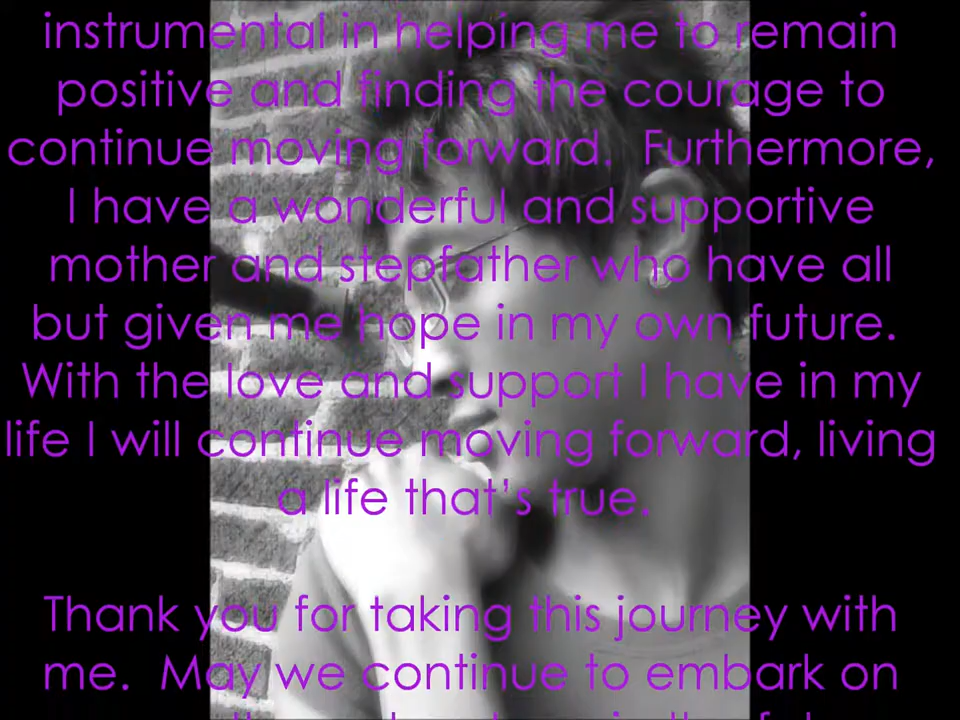 instrumental in helping me to remain
positive and finding the courage to
continue moving forward.  Furthermore,
I have a wonderful and supportive
mother and stepfather who have all
but given me hope in my own future.
With the love and support I have in my
life I will continue moving forward, living
a life that’s true.
Thank you for taking this journey with
me.  May we continue to embark on